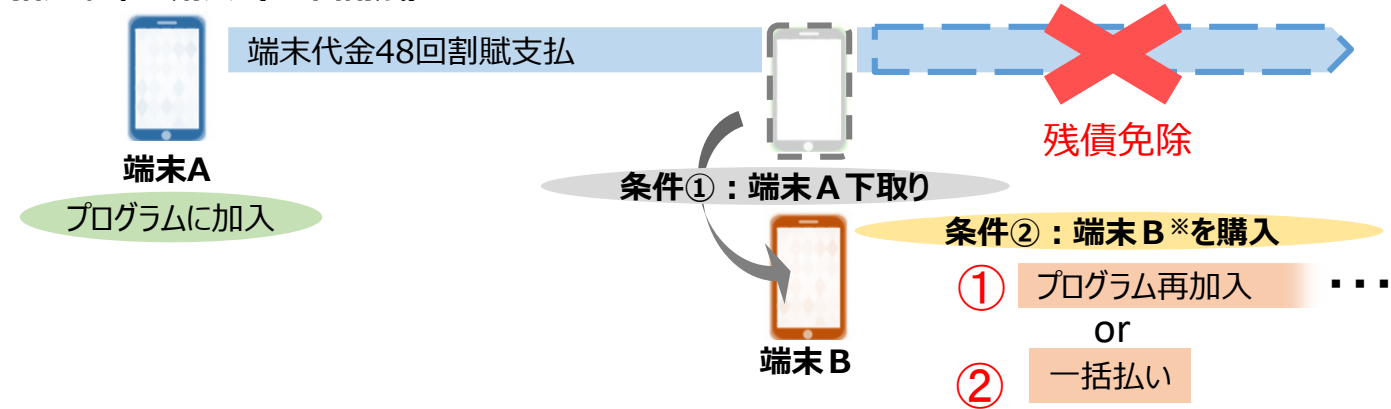 端末代金48回割賦支払
残債免除
端末A
条件①:端末A下取り
プログラムに加入
条件②:端末B※を購入
① プログラム再加入 ・・・
or
端末B
② 一括払い